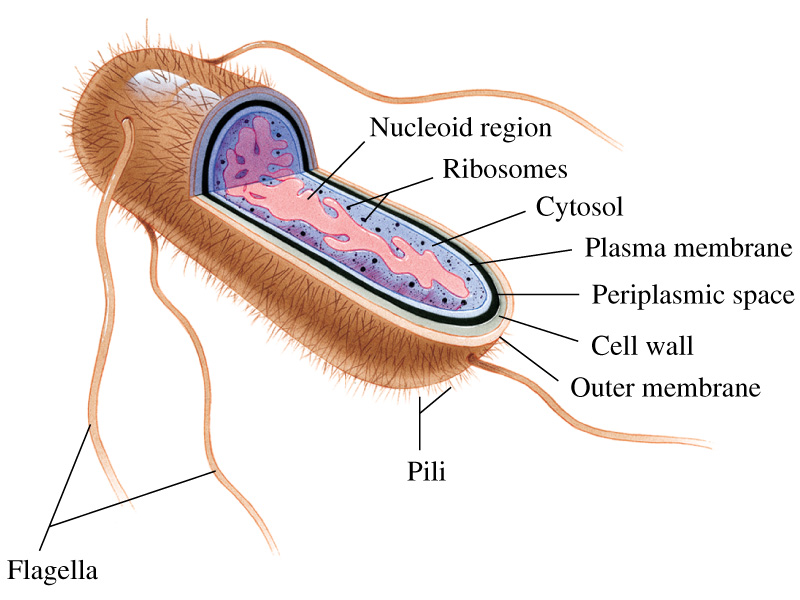 Nucleoid region
Ribosomes
Cytosol
Plasma membrane
Periplasmic space
Cell wall
Outer membrane
Pili
Flagella